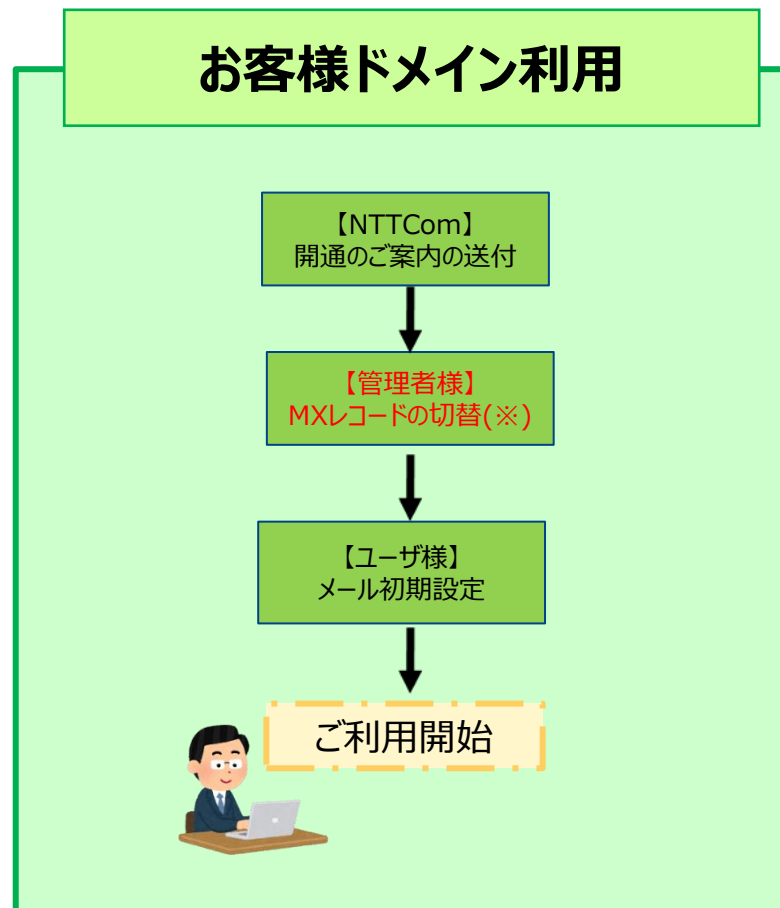 お客様ドメイン利用
【NTTCom】
開通のご案内の送付
【管理者様】
MXレコードの切替(※)
【ユーザ様】
メール初期設定
ご利用開始